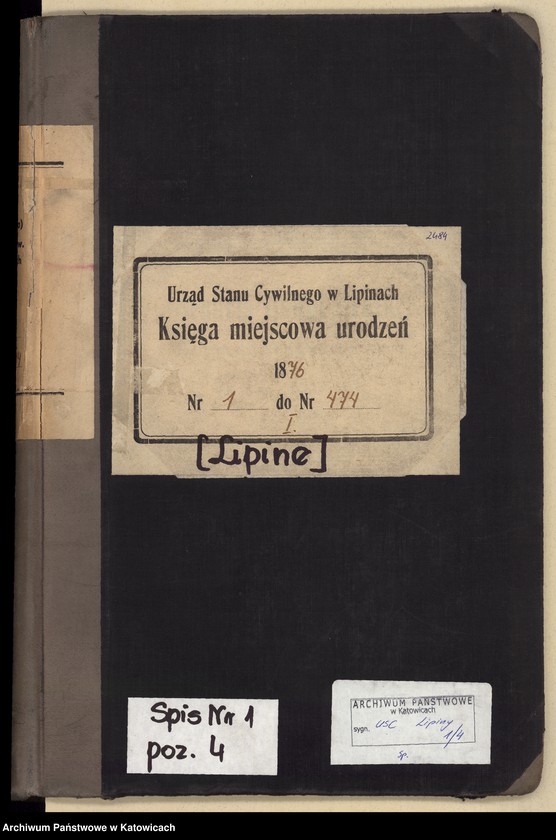 2484
Urząd Stanu Cywilnego w Lipinach
Księga miejscowa urodzeń
1876
Nr 1 do Nr 474
I.
[Lipine]
Spis Nr 1
poz. 4
ARCHIWUM PAŃSTWOWE
w Katowicach
sygn. USC Lipiny
1/4
Sp.
Archiwum Państwowe w Katowicach